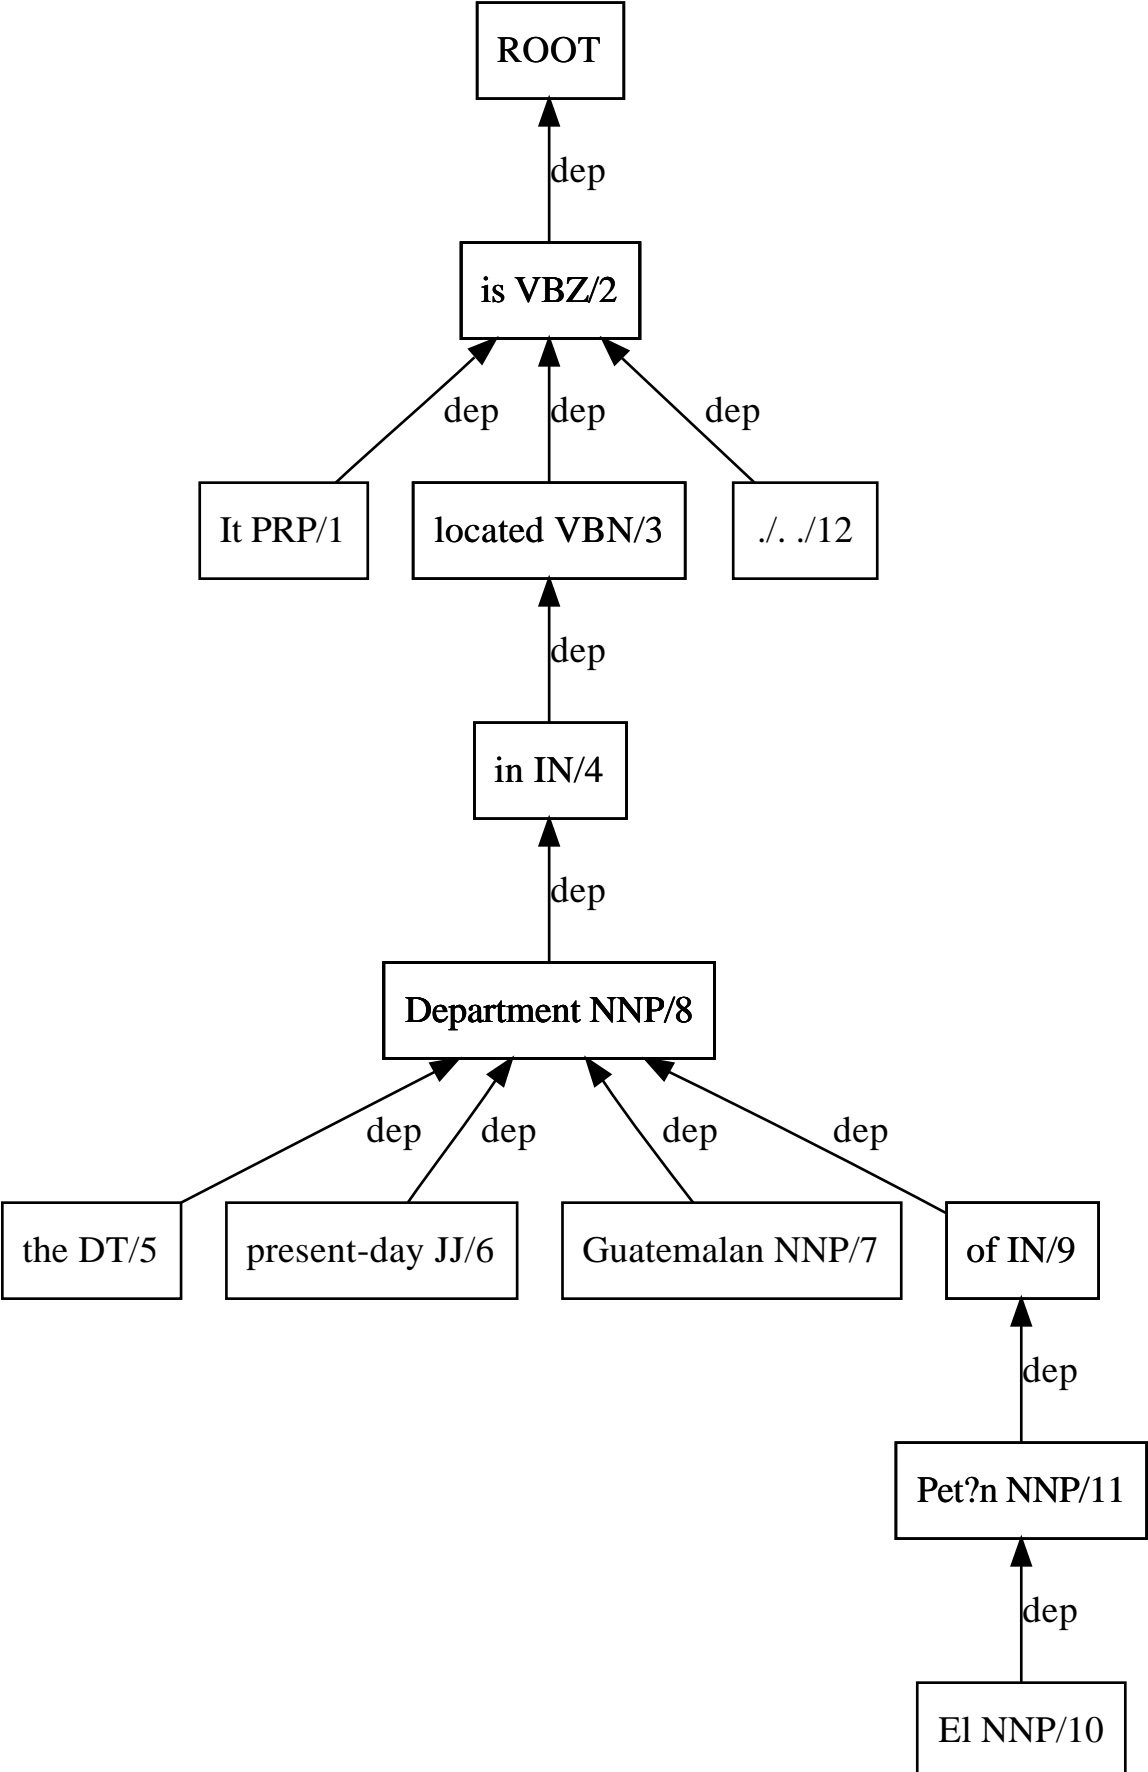 ROOT
dep
is VBZ/2
dep dep dep
It PRP/1 located VBN/3 ./. ./12
dep
in IN/4
dep
Department NNP/8
dep dep dep dep
the DT/5 present-day JJ/6 Guatemalan NNP/7 of IN/9
dep
Pet?n NNP/11
dep
El NNP/10